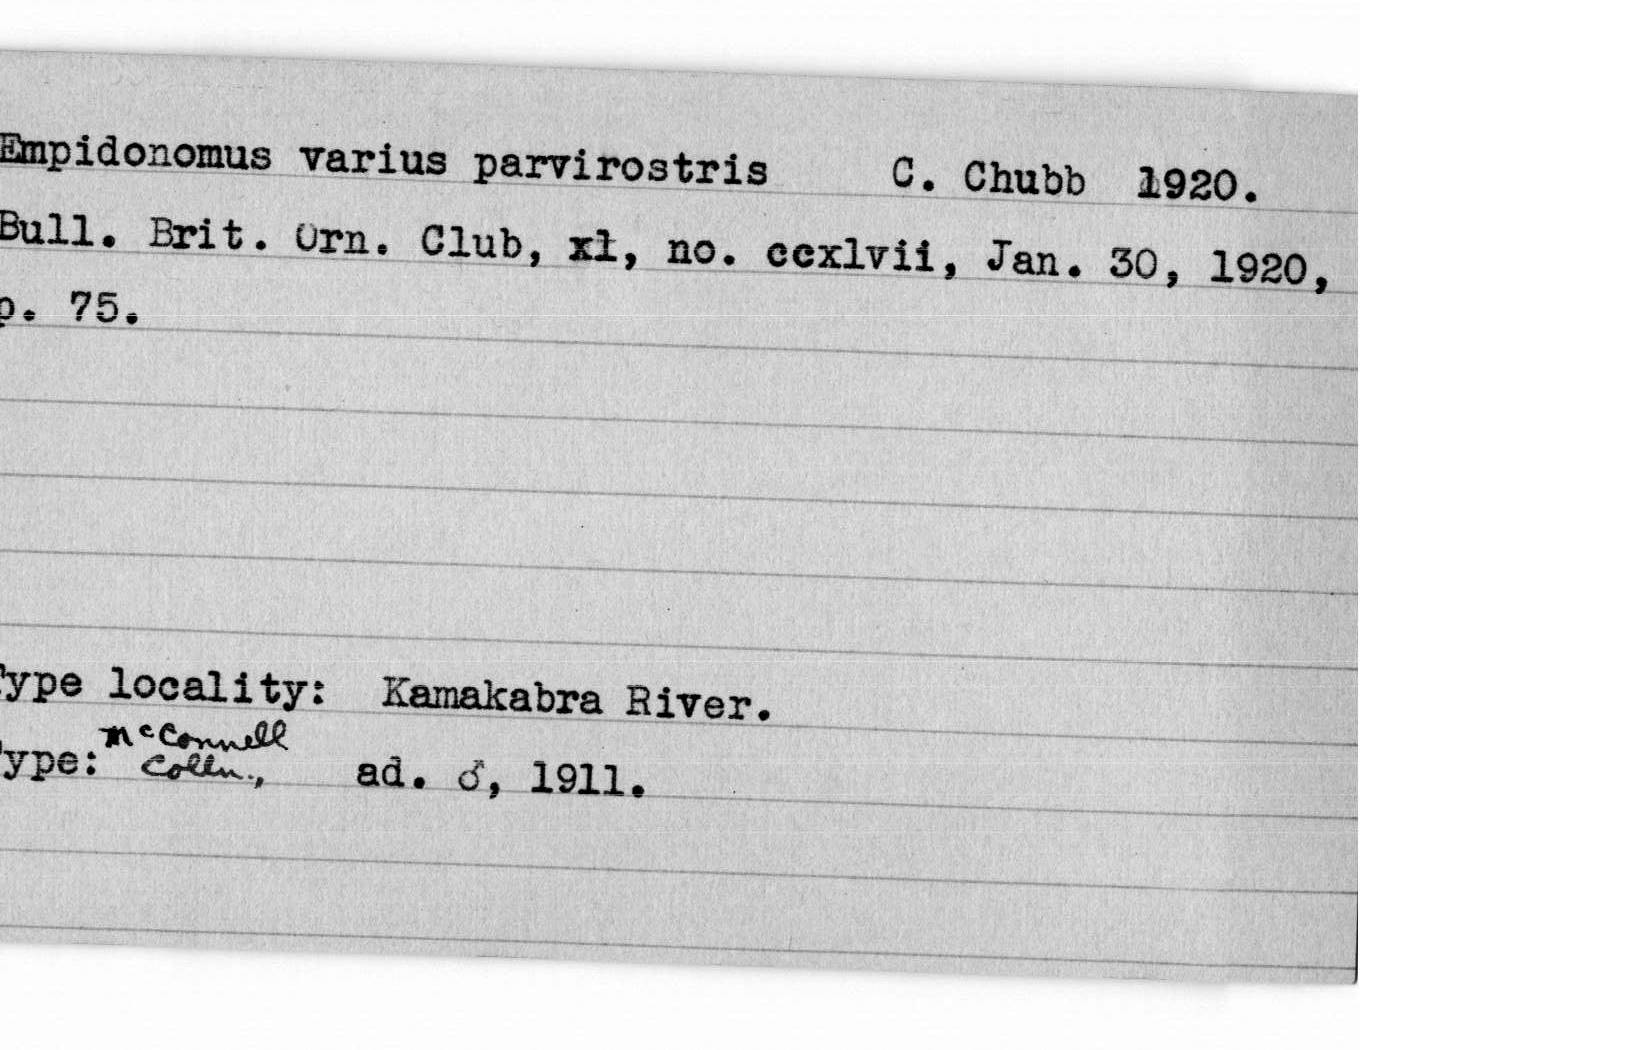 Empidonomus varius parvirostris C. Chubb 1920.
Bull. Brit. Orn. Club, xl, no. ccxlvii, Jan. 30, 1920,
p. 75.
Type locality: Kamakabra River.
McConnell
Type: Colln., ad. ♂, 1911.